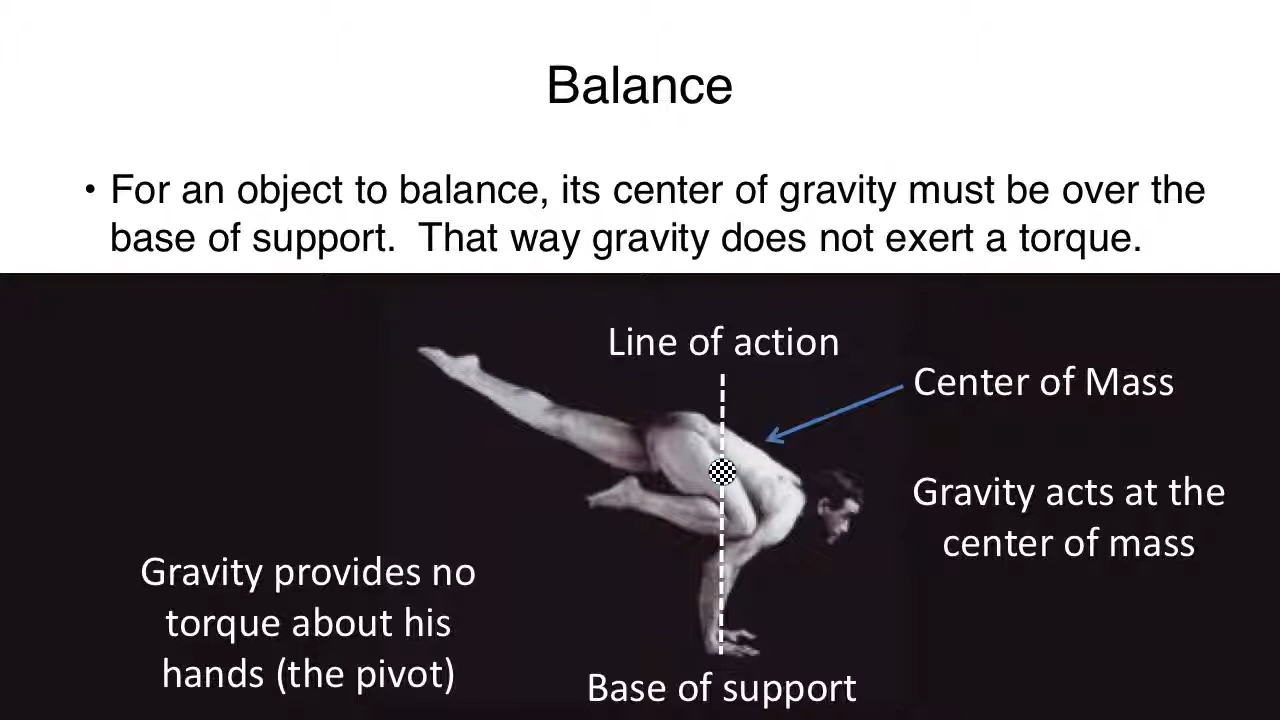 Balance
• For an object to balance, its center of gravity must be over the
base of support.  That way gravity does not exert a torque.
Line of action
Center of Mass
Gravity acts at the
center of mass
Gravity provides no
torque about his
hands (the pivot)
Base of support